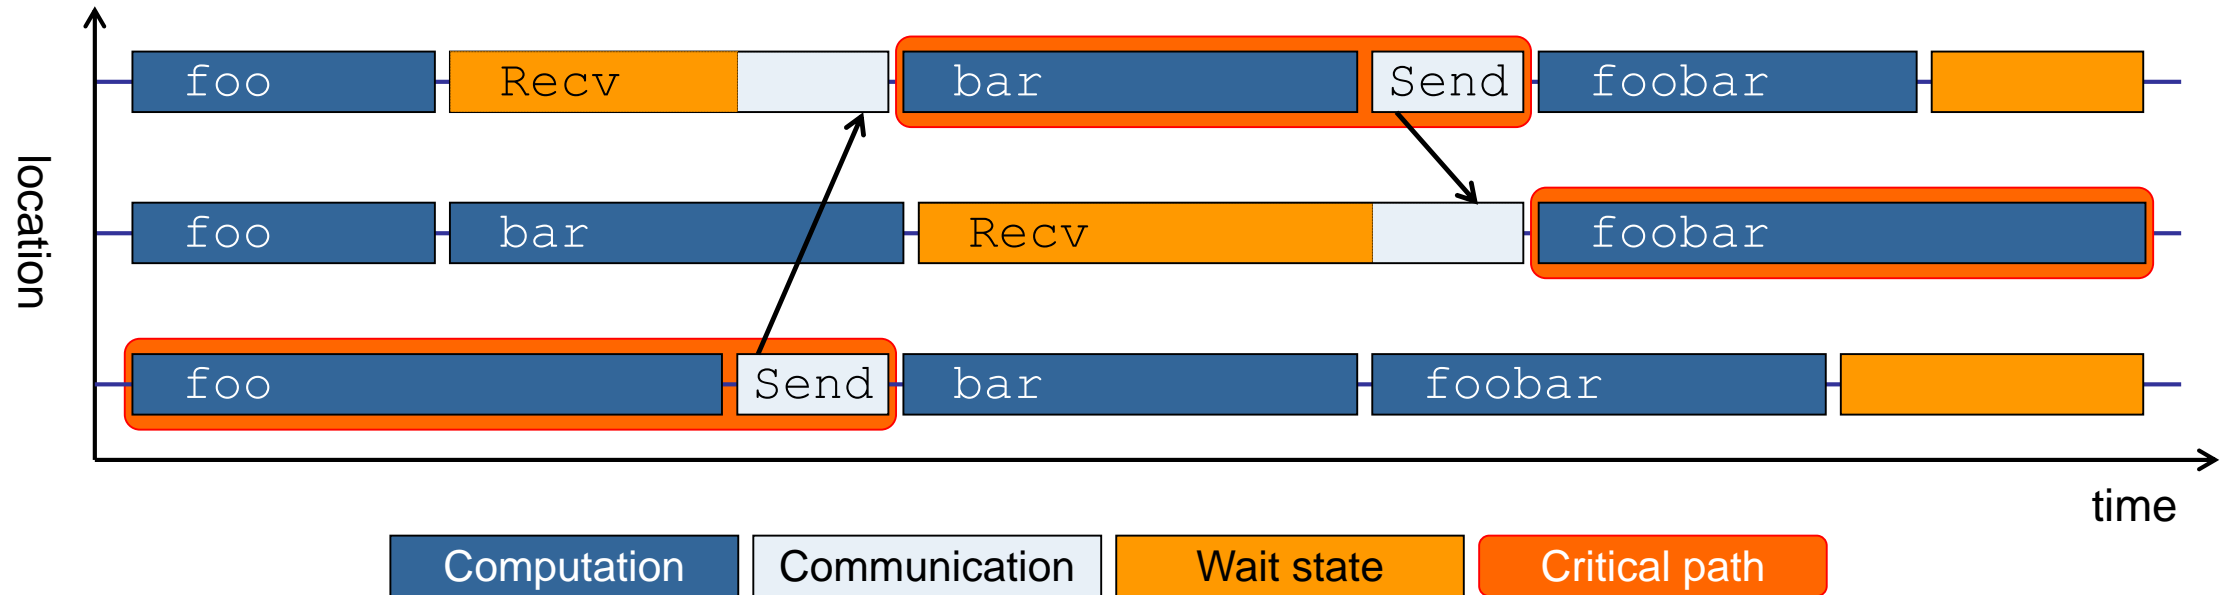 foo Recv bar Send foobar
location
foo bar Recv foobar
foo Send bar foobar
time
Computation Communication Wait state Critical path